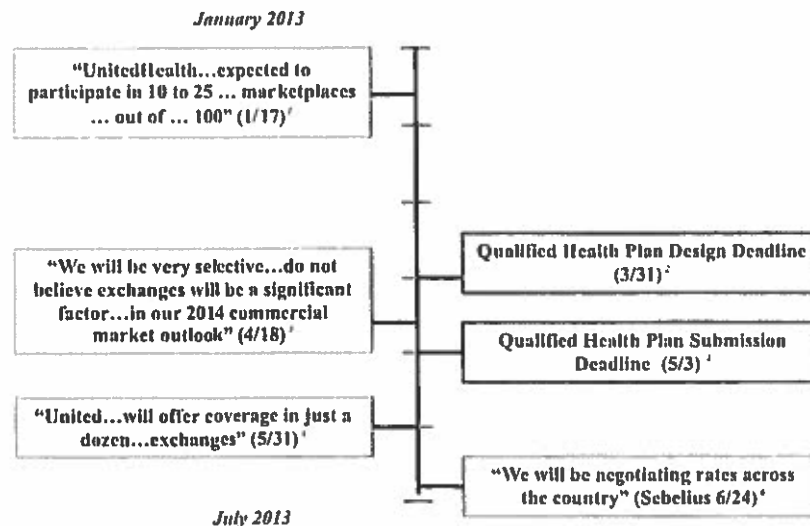 January 2013
“UnitedHealth…expected to
participate in 10 to 25 … marketplaces
… out of … 100” (1/17)
Qualified Health Plan Design Deadline
(3/31)
“We will be very selective…do not
believe exchanges will be a significant
factor…in our 2014 commercial
market outlook” (4/18)
Qualified Health Plan Submission
Deadline (5/3)
“United…will offer coverage in just a
dozen…exchanges” (5/31)
“We will be negotiating rates across
the country” (Sebelius 6/24)
July 2013